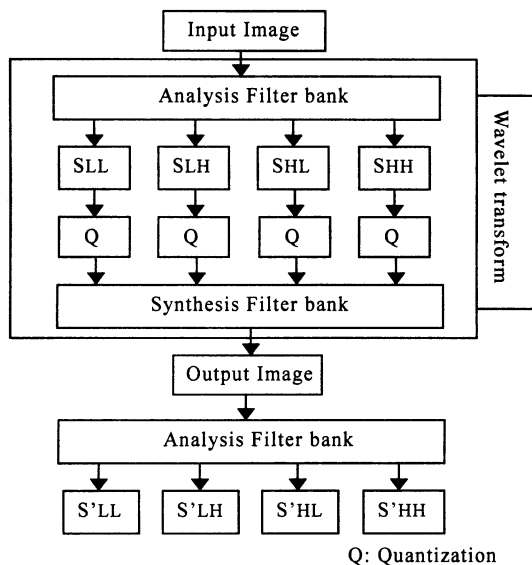 Input Image
Analysis Filter bank
SLL SLH SHL SHH
Q Q Q Q
Synthesis Filter bank
Wavelet transform
Output Image
Analysis Filter bank
S'LL S'LH S'HL S'HH
Q: Quantization